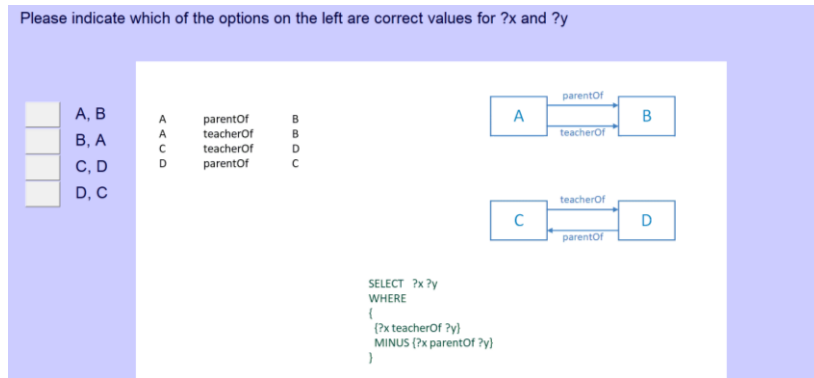 Please indicate which of the options on the left are correct values for ?x and ?y
A, B
B, A
C, D
D, C
A parentOf B
A teacherOf B
C teacherOf D
D parentOf C
parentOf
A B
teacherOf
teacherOf
C D
parentOf
SELECT ?x ?y
WHERE
{
{?x teacherOf ?y}
MINUS {?x parentOf ?y}
}